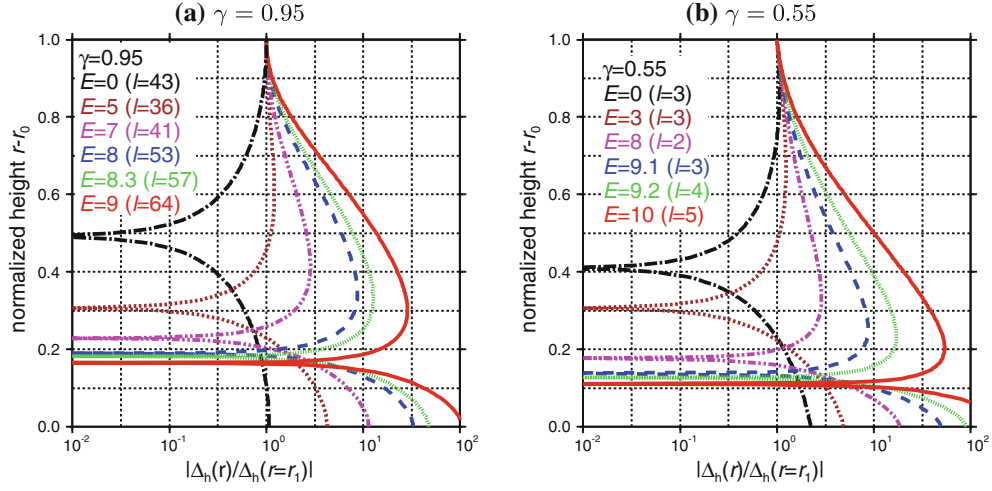 (a) γ = 0.95
normalized height r-r₀
1.0
0.8
0.6
0.4
0.2
0.0
γ=0.95
E=0 (l=43)
E=5 (l=36)
E=7 (l=41)
E=8 (l=53)
E=8.3 (l=57)
E=9 (l=64)
10⁻² 10⁻¹ 10⁰ 10¹ 10²
|Δₕ(r)/Δₕ(r=r₁)|
(b) γ = 0.55
normalized height r-r₀
1.0
0.8
0.6
0.4
0.2
0.0
γ=0.55
E=0 (l=3)
E=3 (l=3)
E=8 (l=2)
E=9.1 (l=3)
E=9.2 (l=4)
E=10 (l=5)
10⁻² 10⁻¹ 10⁰ 10¹ 10²
|Δₕ(r)/Δₕ(r=r₁)|